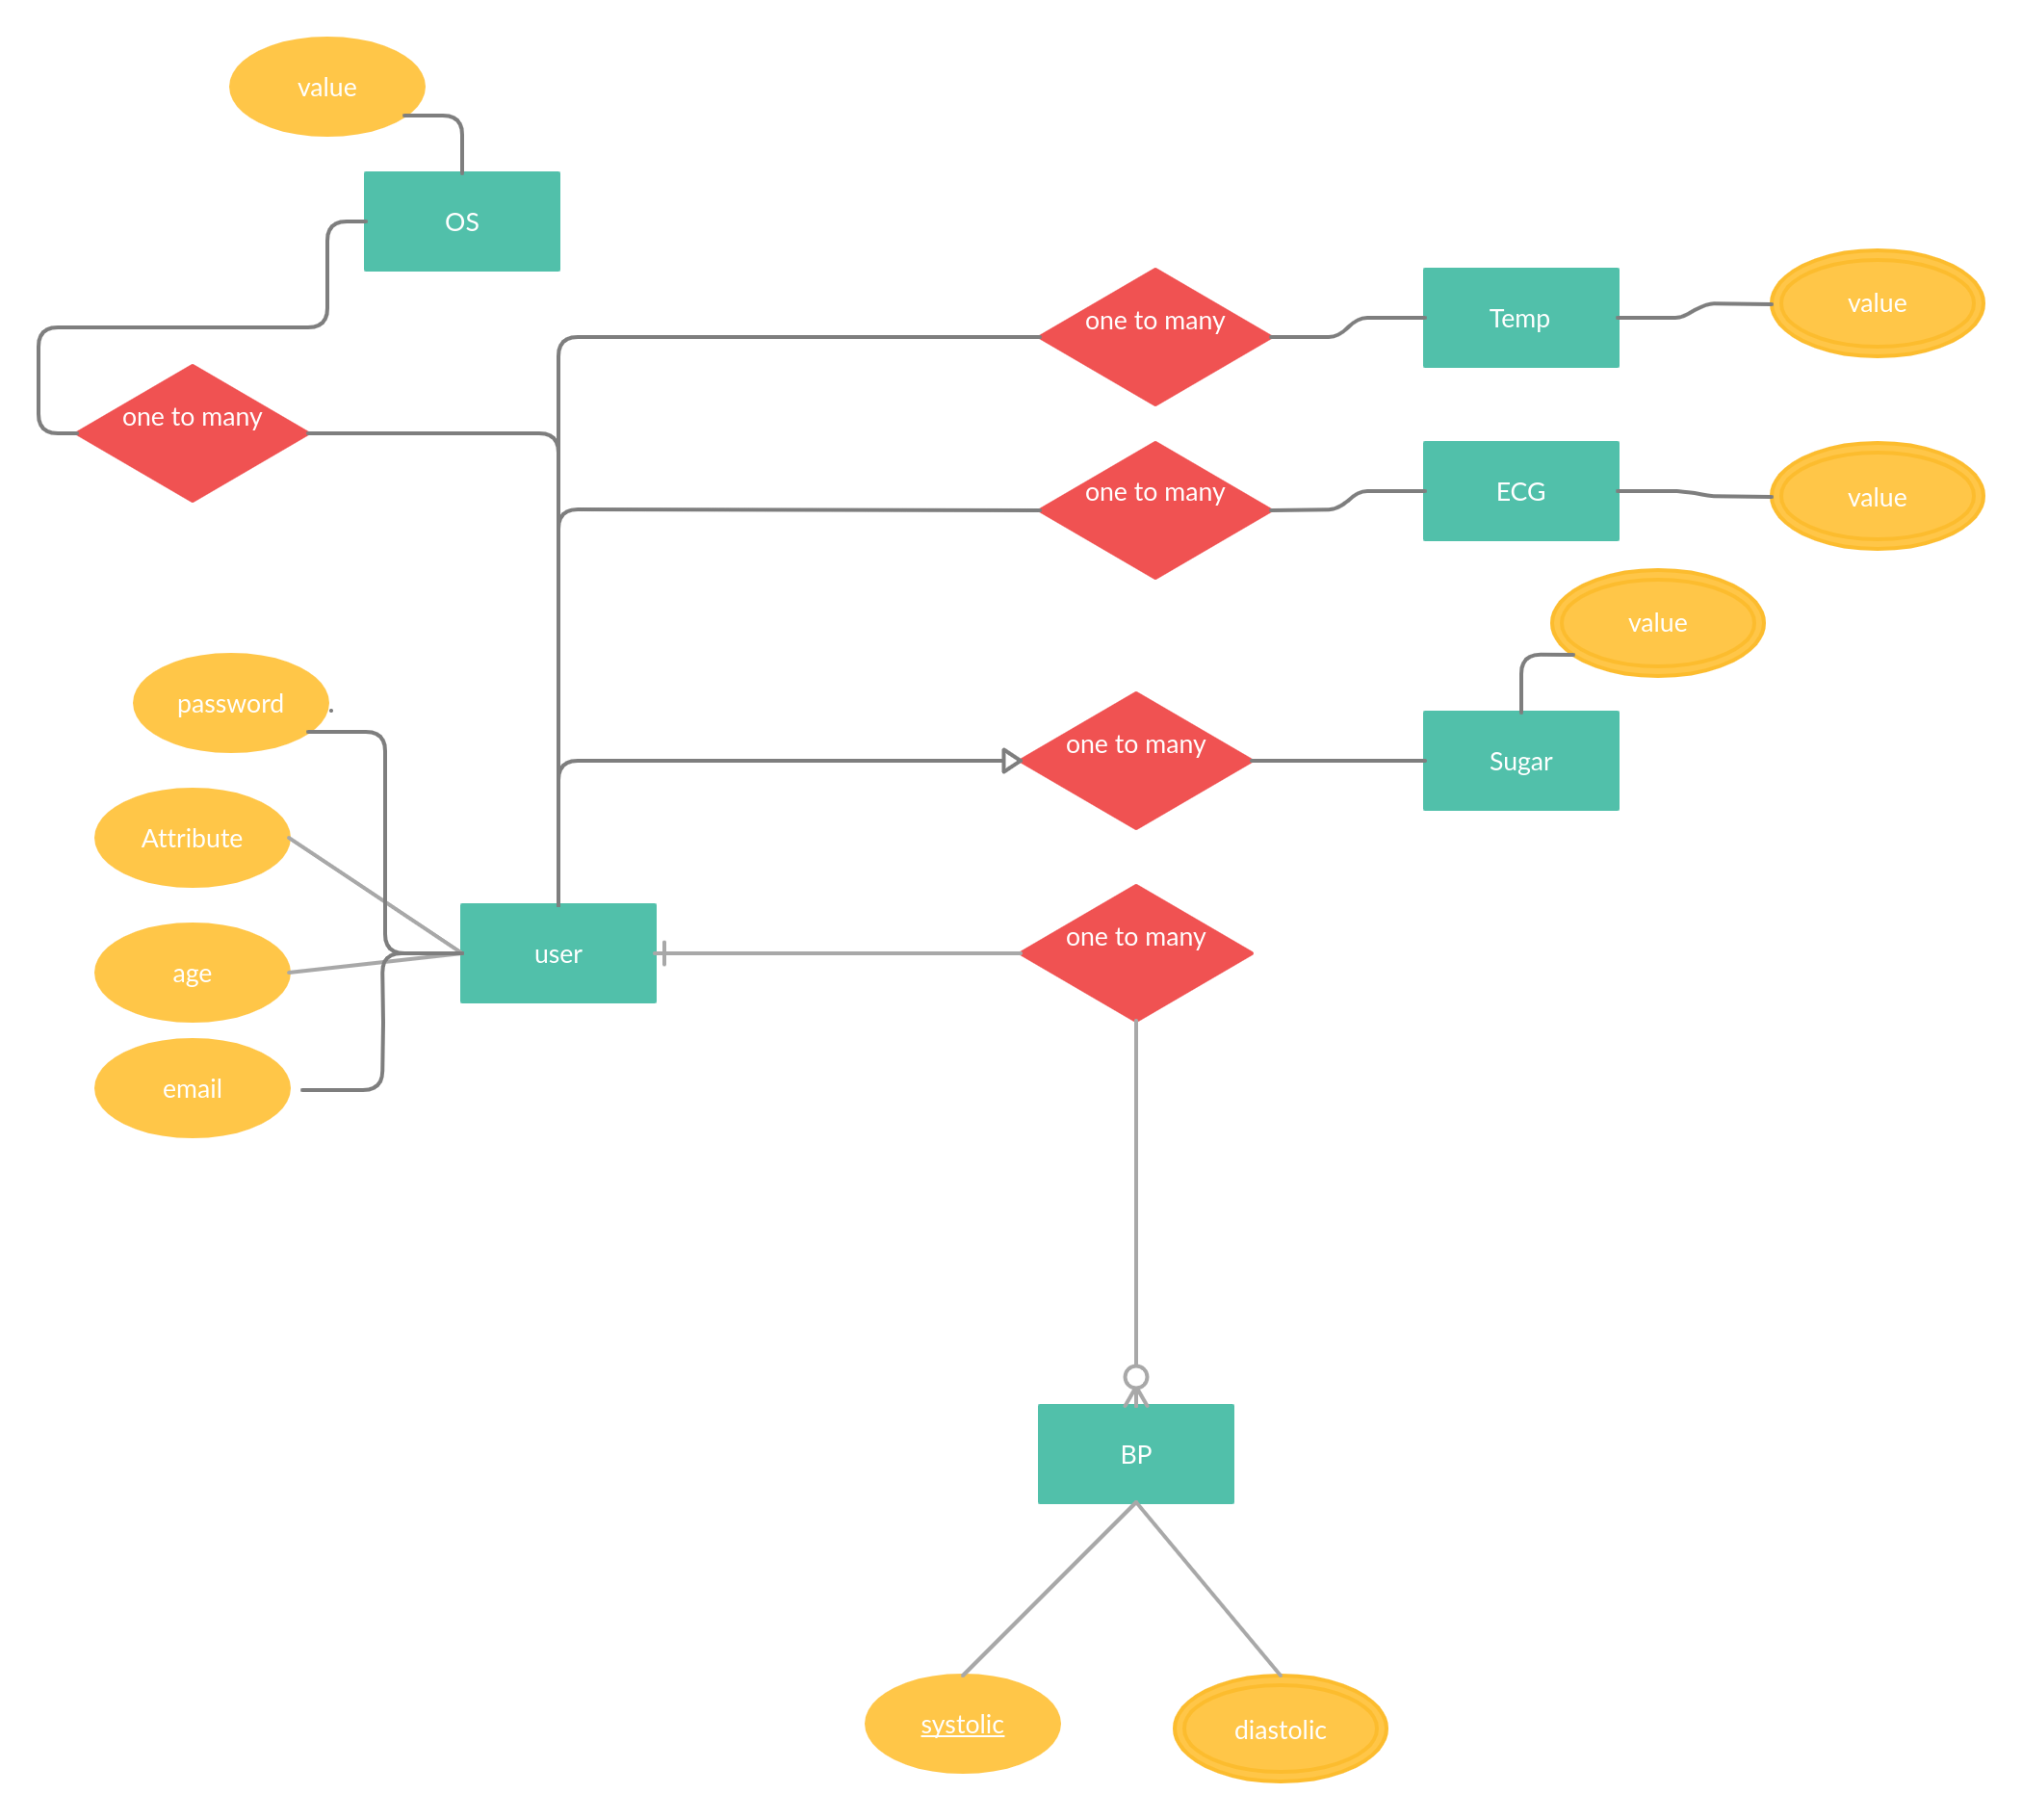 value
OS
one to many
Temp
value
one to many
one to many
ECG
value
value
password
one to many
Sugar
Attribute
one to many
user
age
email
BP
systolic
diastolic